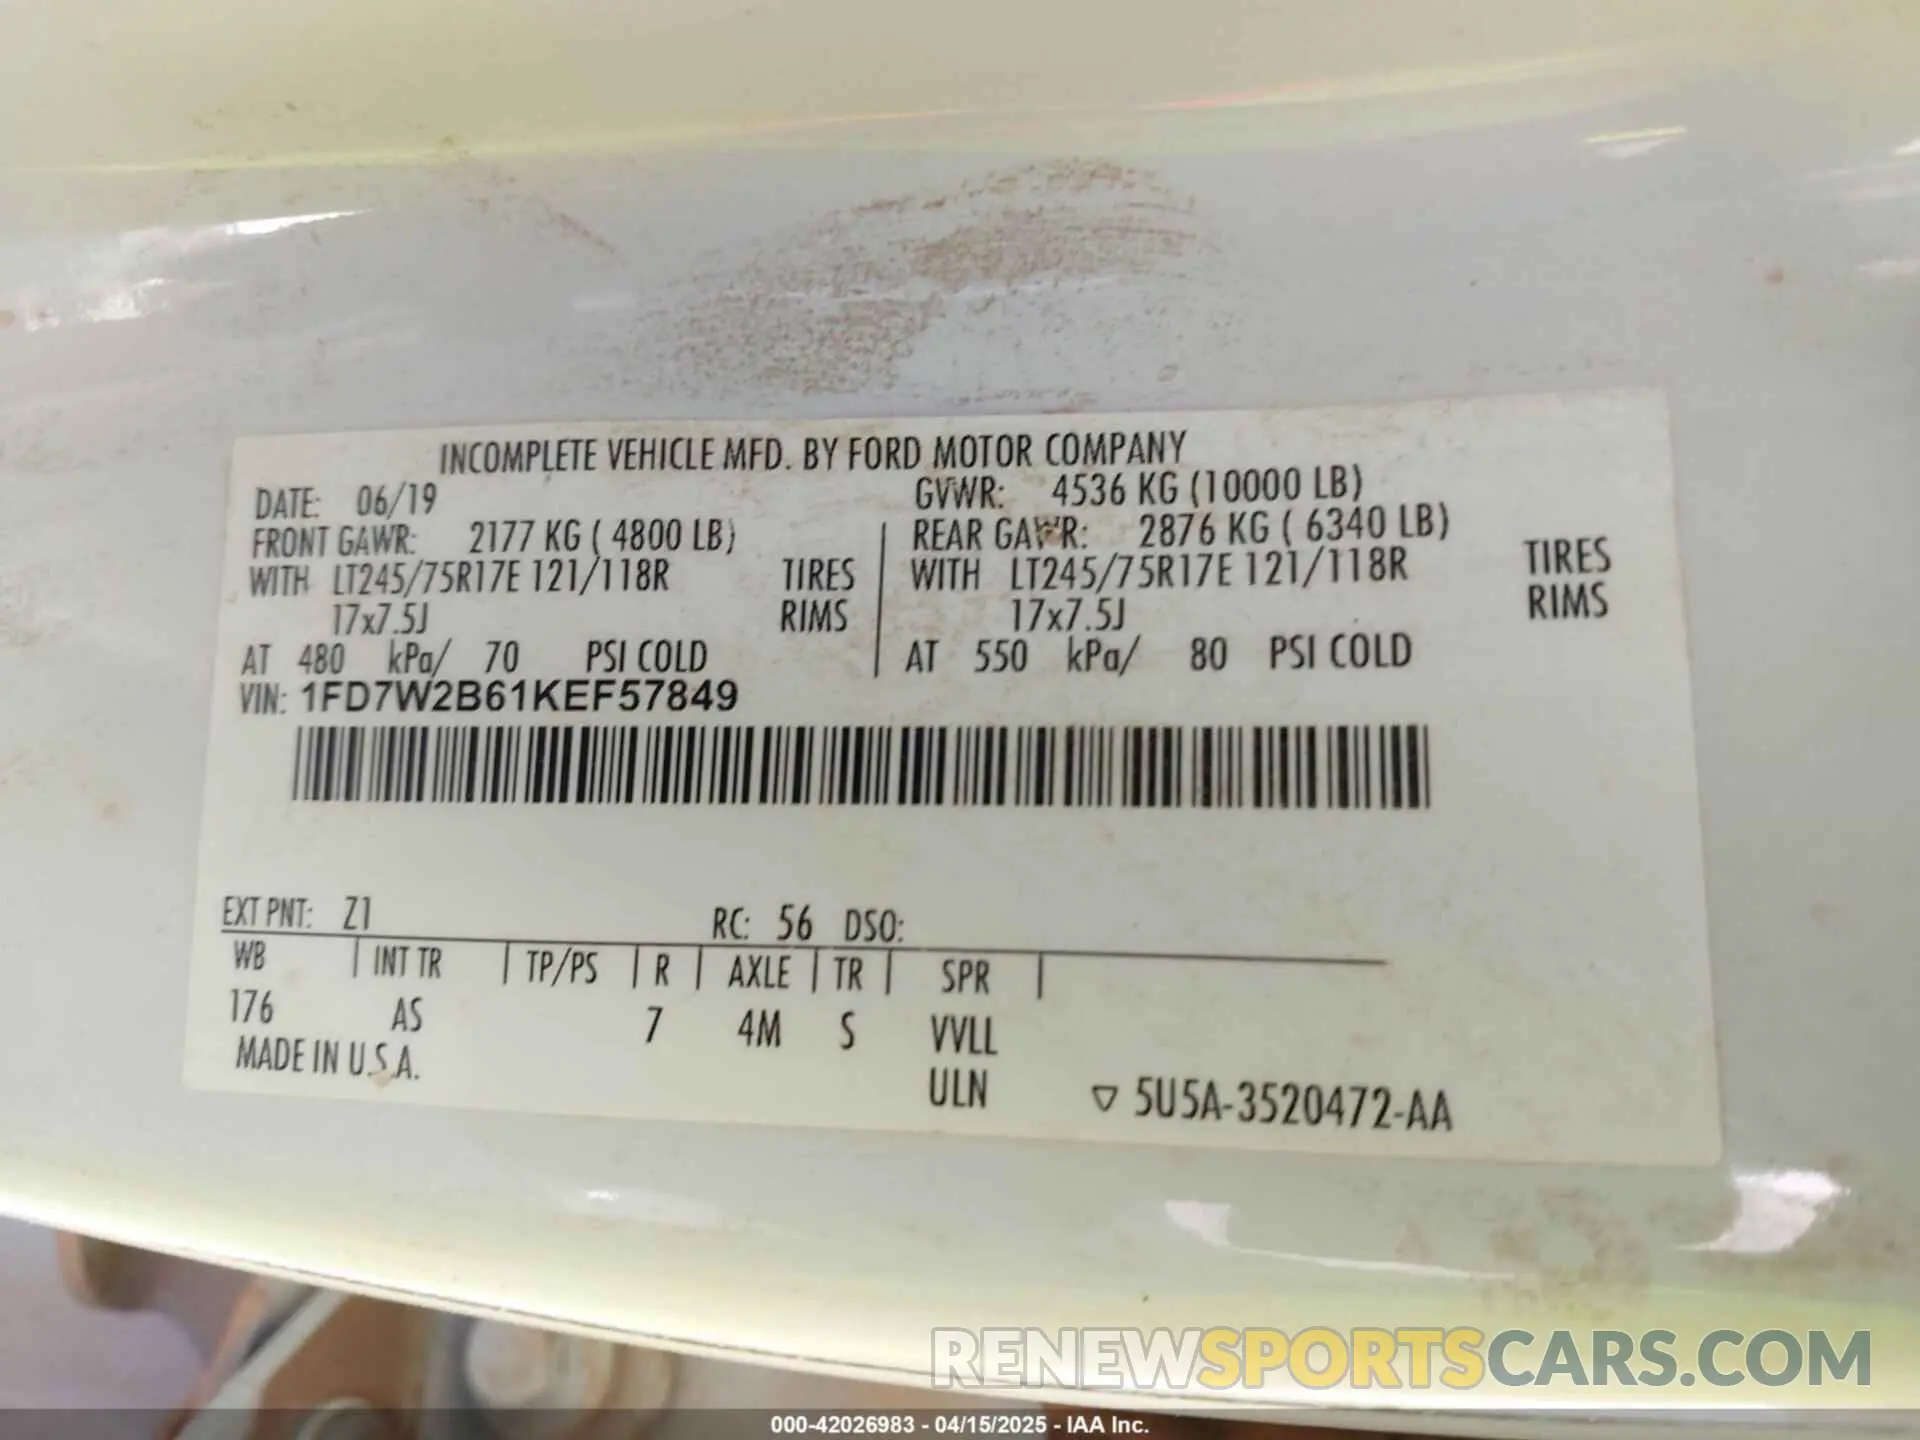 INCOMPLETE VEHICLE MFD. BY FORD MOTOR COMPANY
DATE: 06/19 GVWR: 4536 KG (10000 LB)
FRONT GAWR: 2177 KG ( 4800 LB) REAR GAWR: 2876 KG ( 6340 LB)
WITH LT245/75R17E 121/118R TIRES WITH LT245/75R17E 121/118R TIRES
17x7.5J RIMS 17x7.5J RIMS
AT 480 kPa/ 70 PSI COLD AT 550 kPa/ 80 PSI COLD
VIN: 1FD7W2B61KEF57849
EXT PNT: Z1 RC: 56 DSO:
WB INT TR TP/PS R AXLE TR SPR
176 AS 7 4M S VVLL
MADE IN U.S.A. ULN ▽ 5U5A-3520472-AA
RENEWSPORTSCARS.COM
000-42026983 - 04/15/2025 - IAA Inc.